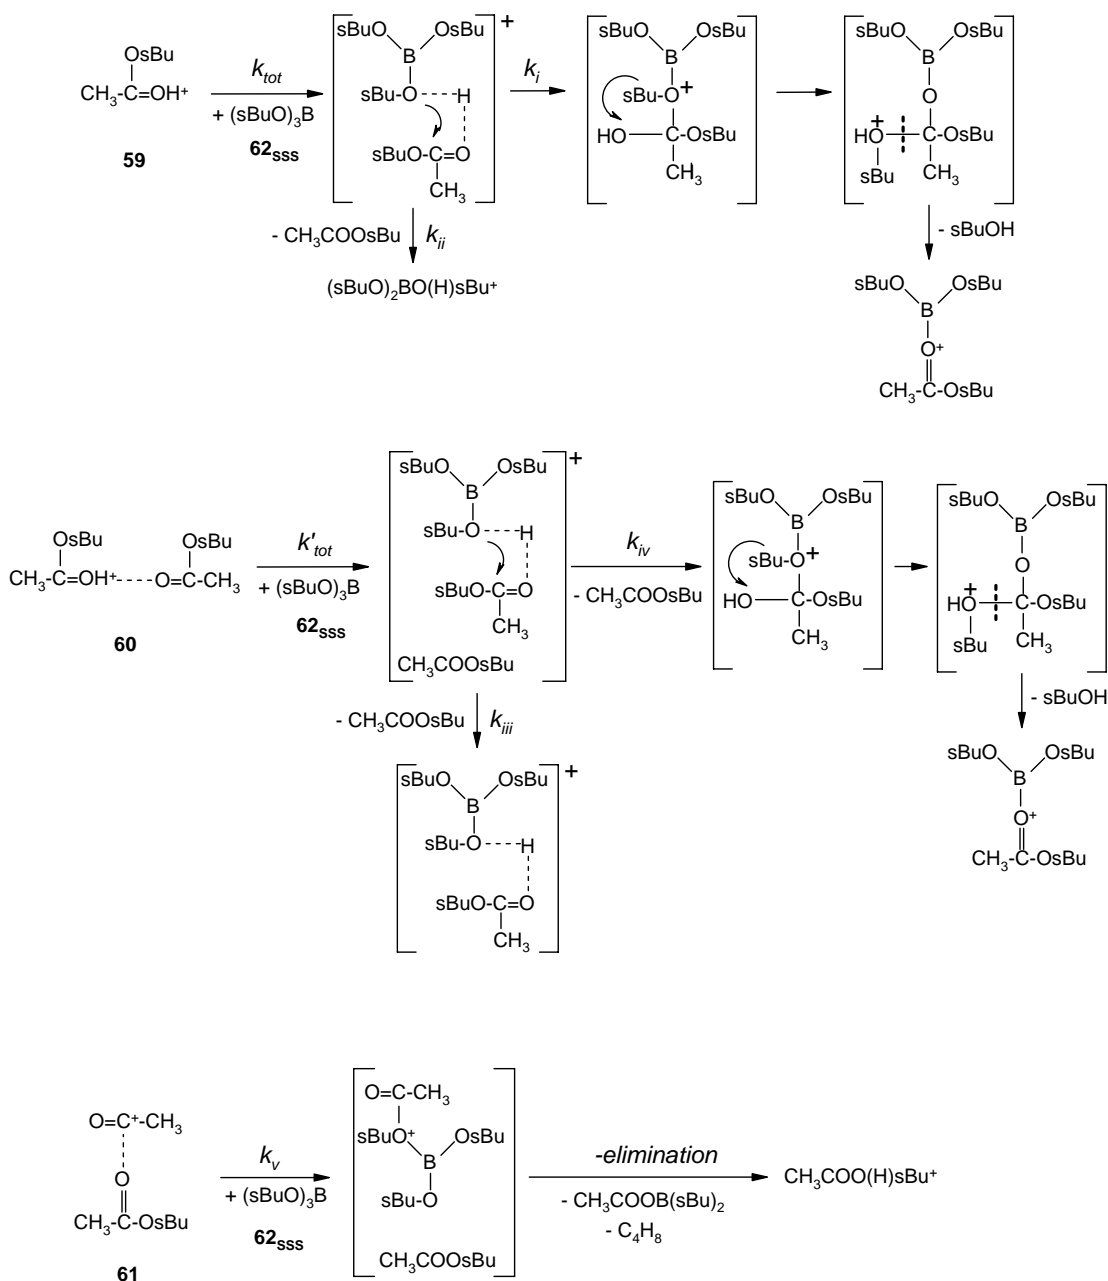 sBuO OsBu +
OsBu B
CH3-C=OH+ ktot sBu-O H ki
+ (sBuO)3B
62SSS
59
sBuO-C=O
CH3
sBuO OsBu
B
sBu-O+
HO C-OsBu
CH3
sBuO OsBu
B
O
+
HO C-OsBu
sBu CH3
- CH3COOsBu kii
(sBuO)2BO(H)sBu+
- sBuOH
sBuO OsBu
B
O+
CH3-C-OsBu
sBuO OsBu +
B
OsBu OsBu
CH3-C=OH+ O=C-CH3
k'tot
+ (sBuO)3B
62SSS
60
sBu-O H
sBuO-C=O
CH3
CH3COOsBu
kiv
- CH3COOsBu
sBuO OsBu
B
sBu-O+
HO C-OsBu
CH3
sBuO OsBu
B
O
+
HO C-OsBu
sBu CH3
- CH3COOsBu kiii
- sBuOH
sBuO OsBu +
B
sBu-O H
sBuO-C=O
CH3
sBuO OsBu
B
O+
CH3-C-OsBu
O=C+-CH3
O
CH3-C-OsBu
61
kv
+ (sBuO)3B
62SSS
O=C-CH3
sBuO+ OsBu
B
sBu-O
CH3COOsBu
-elimination
- CH3COOB(sBu)2
- C4H8
CH3COO(H)sBu+